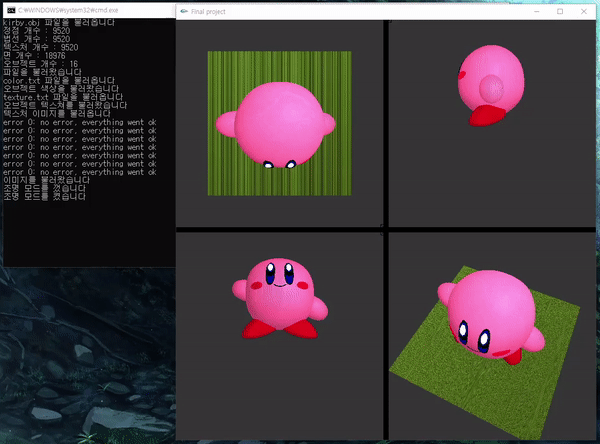 C:\WINDOWS\system32\cmd.exe
kirby.obj 파일을 불러옵니다
정점 개수 : 9520
법선 개수 : 9520
텍스처 개수 : 9520
면 개수 : 18976
오브젝트 개수 : 16
파일을 불러왔습니다
color.txt 파일을 불러옵니다
오브젝트 색상을 불러왔습니다
texture.txt 파일을 불러옵니다
오브젝트 텍스처를 불러왔습니다
텍스처 이미지를 불러옵니다
error 0: no error, everything went ok
error 0: no error, everything went ok
error 0: no error, everything went ok
error 0: no error, everything went ok
error 0: no error, everything went ok
error 0: no error, everything went ok
error 0: no error, everything went ok
이미지를 불러왔습니다
조명 모드를 켰습니다
조명 모드를 껐습니다
Final project